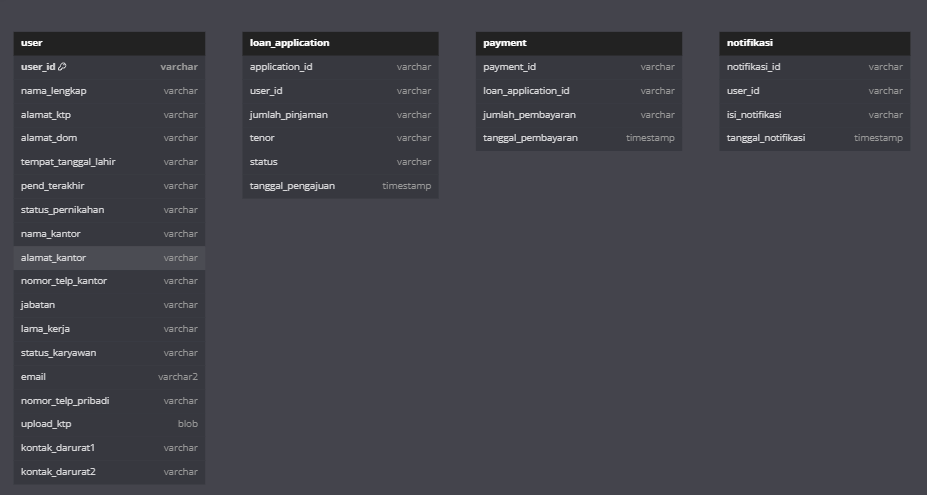 user
user_id varchar
nama_lengkap varchar
alamat_ktp varchar
alamat_dom varchar
tempat_tanggal_lahir varchar
pend_terakhir varchar
status_pernikahan varchar
nama_kantor varchar
alamat_kantor varchar
nomor_telp_kantor varchar
jabatan varchar
lama_kerja varchar
status_karyawan varchar
email varchar2
nomor_telp_pribadi varchar
upload_ktp blob
kontak_darurat1 varchar
kontak_darurat2 varchar
loan_application
application_id varchar
user_id varchar
jumlah_pinjaman varchar
tenor varchar
status varchar
tanggal_pengajuan timestamp
payment
payment_id varchar
loan_application_id varchar
jumlah_pembayaran varchar
tanggal_pembayaran timestamp
notifikasi
notifikasi_id varchar
user_id varchar
isi_notifikasi varchar
tanggal_notifikasi timestamp